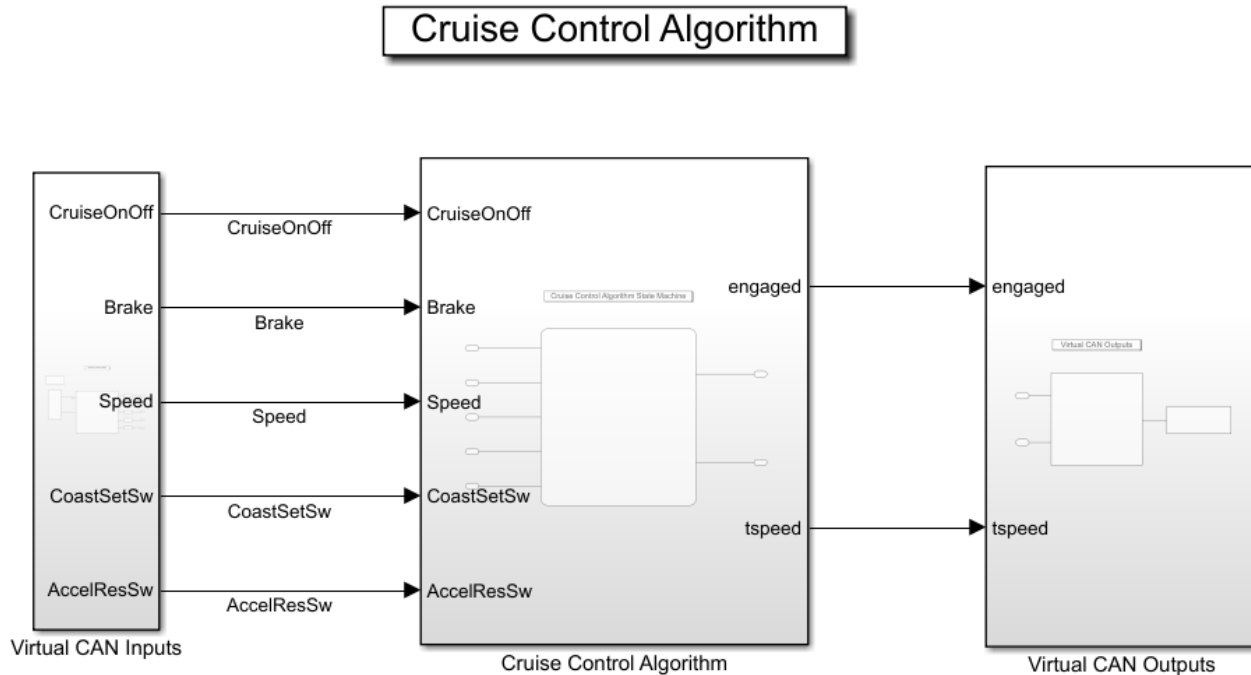 Cruise Control Algorithm
CruiseOnOff
CruiseOnOff
CruiseOnOff
Brake
Brake
Brake
Speed
Speed
Speed
CoastSetSw
CoastSetSw
CoastSetSw
AccelResSw
AccelResSw
AccelResSw
Virtual CAN Inputs
Cruise Control Algorithm State Machine
engaged
tspeed
Cruise Control Algorithm
engaged
Virtual CAN Outputs
tspeed
Virtual CAN Outputs